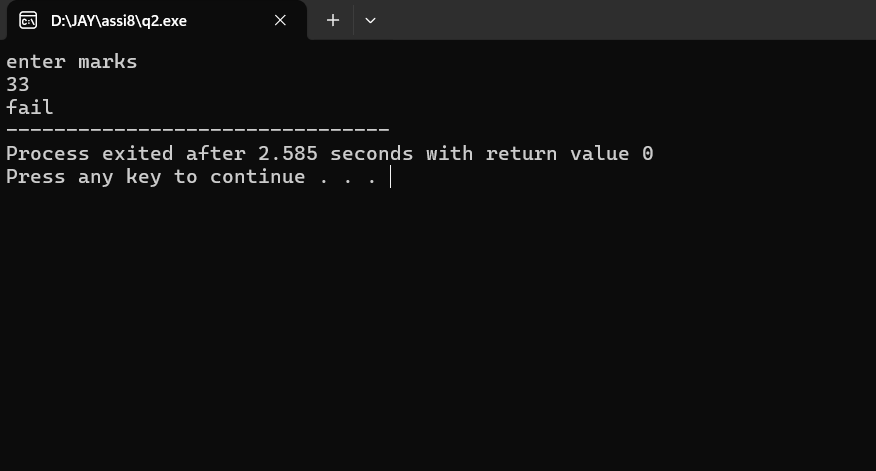 D:\JAY\assi8\q2.exe
enter marks
33
fail
--------------------------------
Process exited after 2.585 seconds with return value 0
Press any key to continue . . .